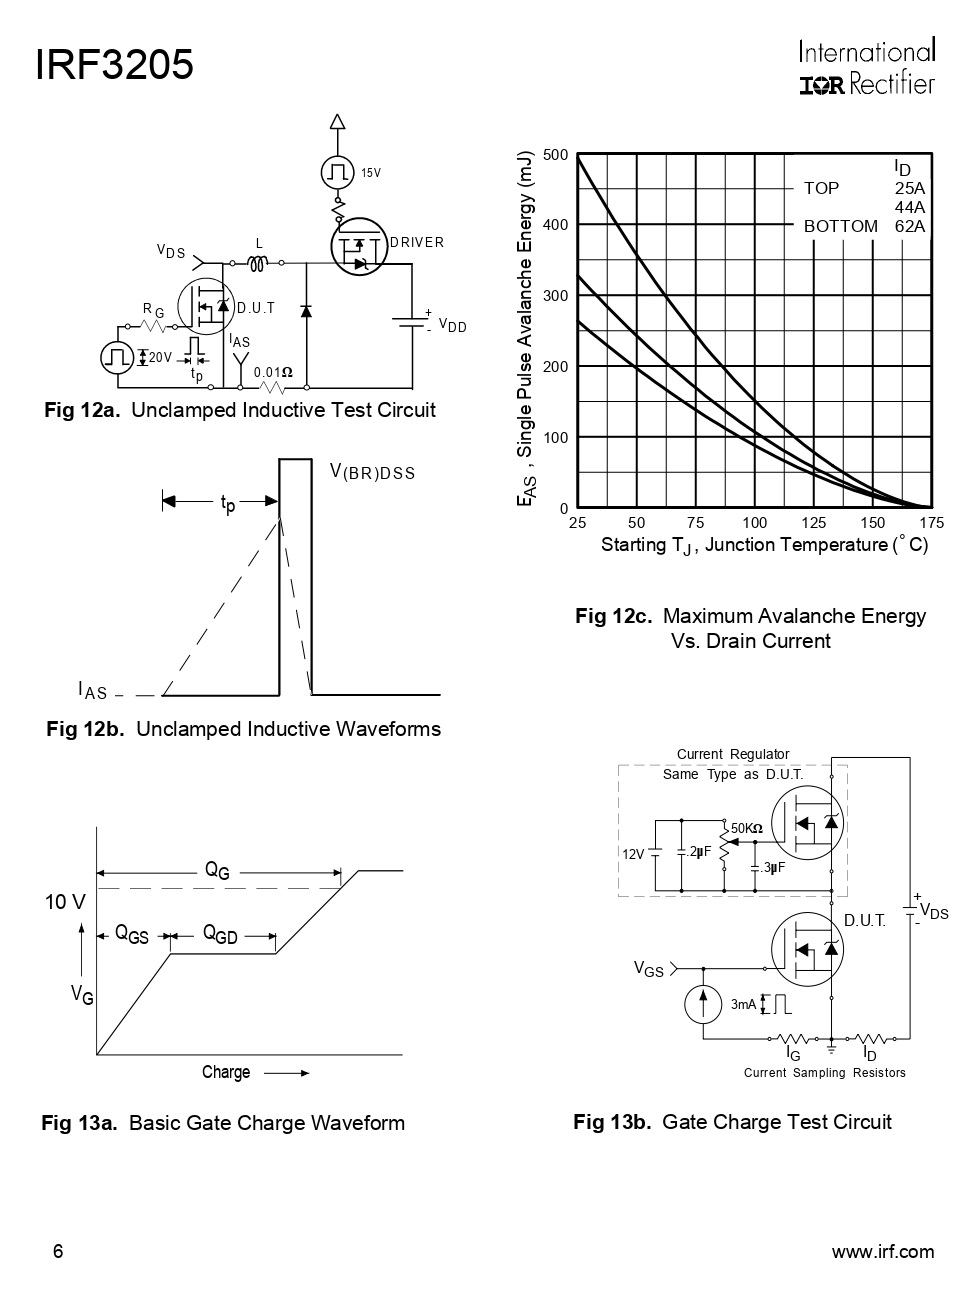 IRF3205
International
IOR Rectifier
15V
DRIVER
L
VDS
D.U.T
RG
IAS
20V
tp
0.01Ω
+
-
VDD
Fig 12a. Unclamped Inductive Test Circuit
V(BR)DSS
tp
IAS
Fig 12b. Unclamped Inductive Waveforms
EAS , Single Pulse Avalanche Energy (mJ)
500
400
300
200
100
0
ID
TOP 25A
44A
BOTTOM 62A
25 50 75 100 125 150 175
Starting TJ , Junction Temperature (°C)
Fig 12c. Maximum Avalanche Energy
Vs. Drain Current
QG
10 V
QGS
QGD
VG
Charge
Fig 13a. Basic Gate Charge Waveform
Current Regulator
Same Type as D.U.T.
50KΩ
12V
.2µF
.3µF
D.U.T.
+
VDS
-
VGS
3mA
IG
ID
Current Sampling Resistors
Fig 13b. Gate Charge Test Circuit
6
www.irf.com